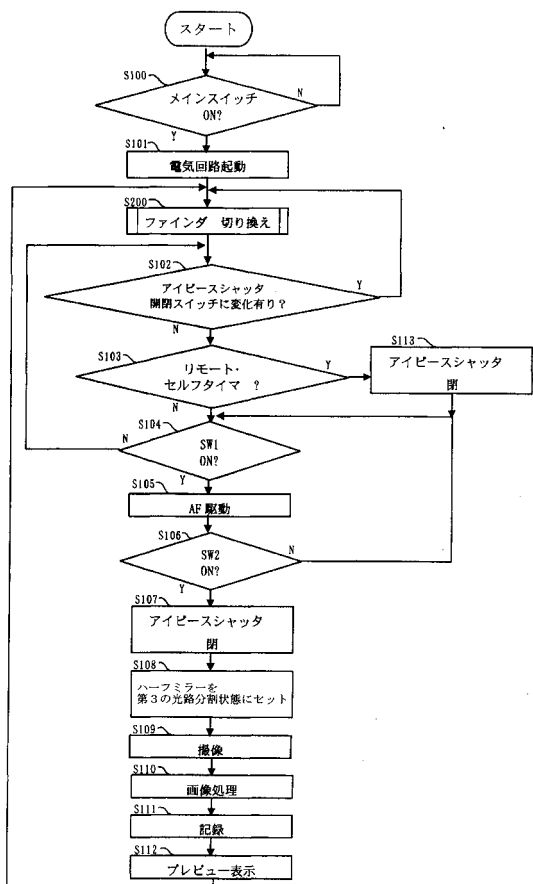 スタート
S100
メインスイッチ
ON?
N
Y
S101
電気回路起動
S200
ファインダ 切り換え
S102
アイピースシャッタ
開閉スイッチに変化有り?
Y
N
S103
リモート・
セルフタイマ ?
Y
N
S113
アイピースシャッタ
閉
S104
SW1
ON?
N
Y
S105
AF駆動
S106
SW2
ON?
N
Y
S107
アイピースシャッタ
閉
S108
ハーフミラーを
第3の光路分割状態にセット
S109
撮像
S110
画像処理
S111
記録
S112
プレビュー表示